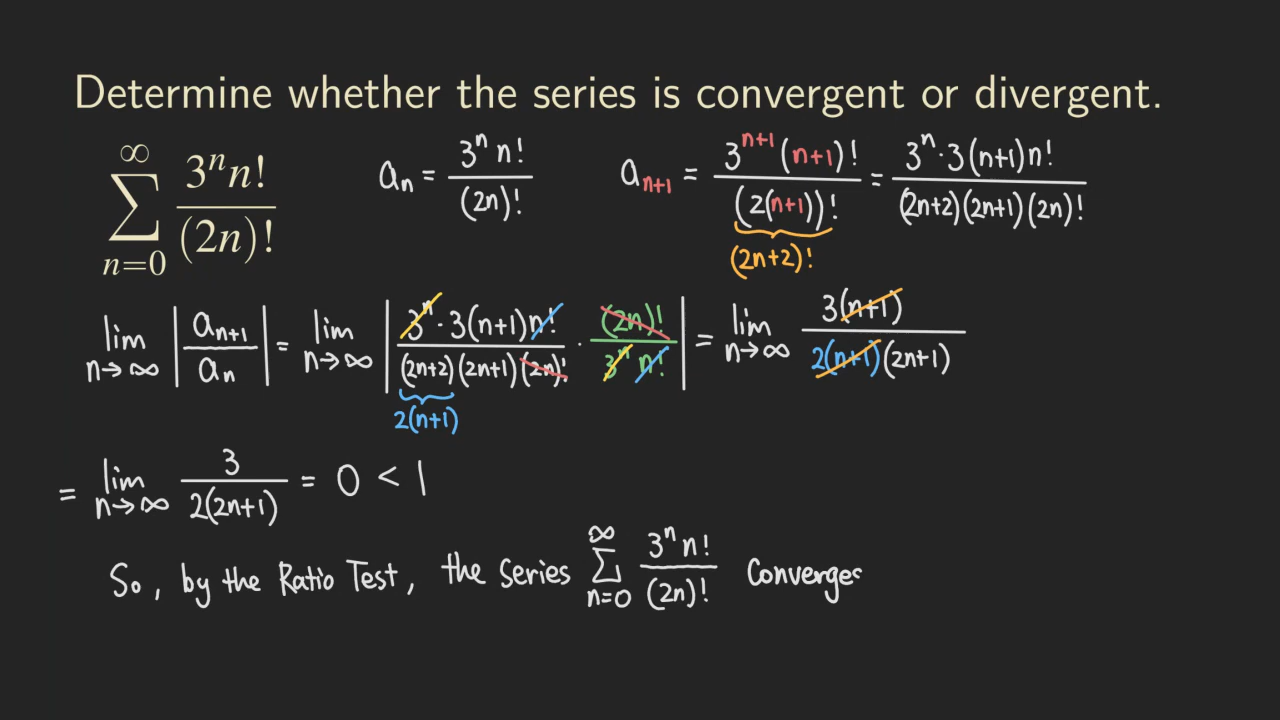 Determine whether the series is convergent or divergent.
∑_{n=0}^{∞} 3^n n! / (2n)!   a_n = 3^n n! / (2n)!   a_{n+1} = 3^{n+1} (n+1)! / (2(n+1))! = 3^n · 3(n+1)n! / (2n+2)(2n+1)(2n)!
(2n+2)!
lim_{n→∞} |a_{n+1} / a_n| = lim_{n→∞} |3^n · 3(n+1)n! / (2n+2)(2n+1)(2n)! · (2n)! / 3^n n!| = lim_{n→∞} 3(n+1) / 2(n+1)(2n+1)
2(n+1)
= lim_{n→∞} 3 / 2(2n+1) = 0 < 1
So, by the Ratio Test, the series ∑_{n=0}^{∞} 3^n n! / (2n)! Converges